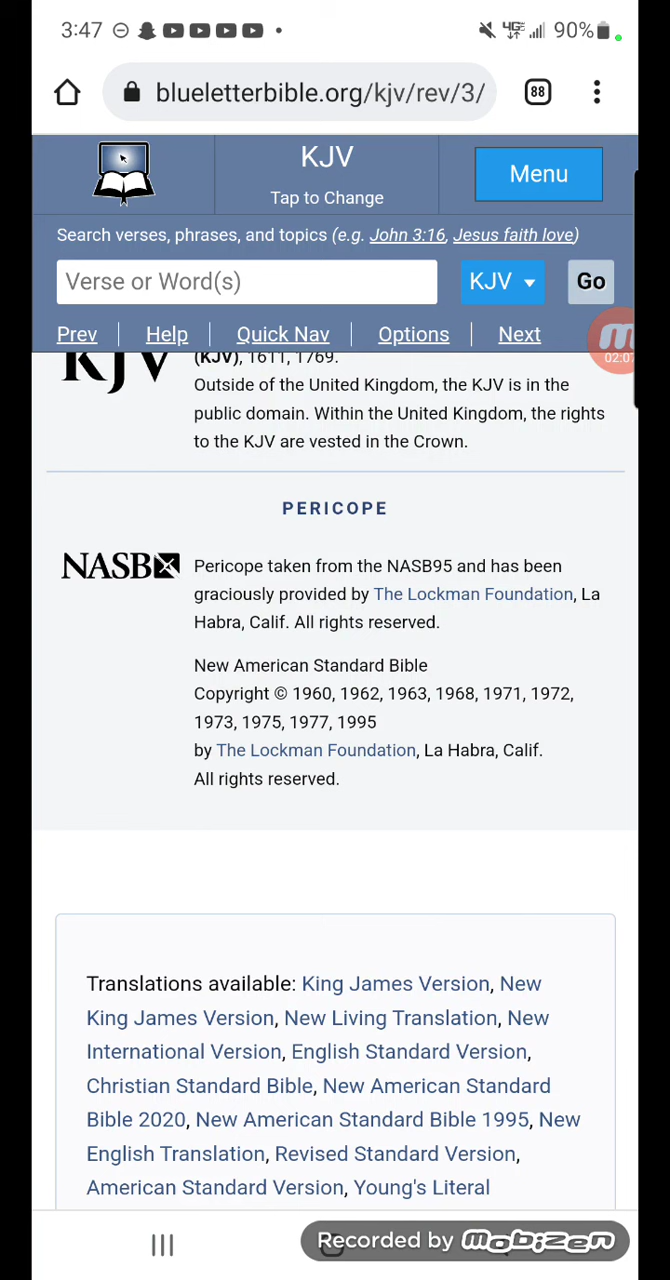 3:47 90%
blueletterbible.org/kjv/rev/3/ 88
KJV
Tap to Change
Menu
Search verses, phrases, and topics (e.g. John 3:16, Jesus faith love)
Verse or Word(s) KJV Go
Prev Help Quick Nav Options Next
02:07
KJV (KJV), 1611, 1769.
Outside of the United Kingdom, the KJV is in the
public domain. Within the United Kingdom, the rights
to the KJV are vested in the Crown.
PERICOPE
NASB Pericope taken from the NASB95 and has been
graciously provided by The Lockman Foundation, La
Habra, Calif. All rights reserved.
New American Standard Bible
Copyright © 1960, 1962, 1963, 1968, 1971, 1972,
1973, 1975, 1977, 1995
by The Lockman Foundation, La Habra, Calif.
All rights reserved.
Translations available: King James Version, New
King James Version, New Living Translation, New
International Version, English Standard Version,
Christian Standard Bible, New American Standard
Bible 2020, New American Standard Bible 1995, New
English Translation, Revised Standard Version,
American Standard Version, Young's Literal
Recorded by mobizen